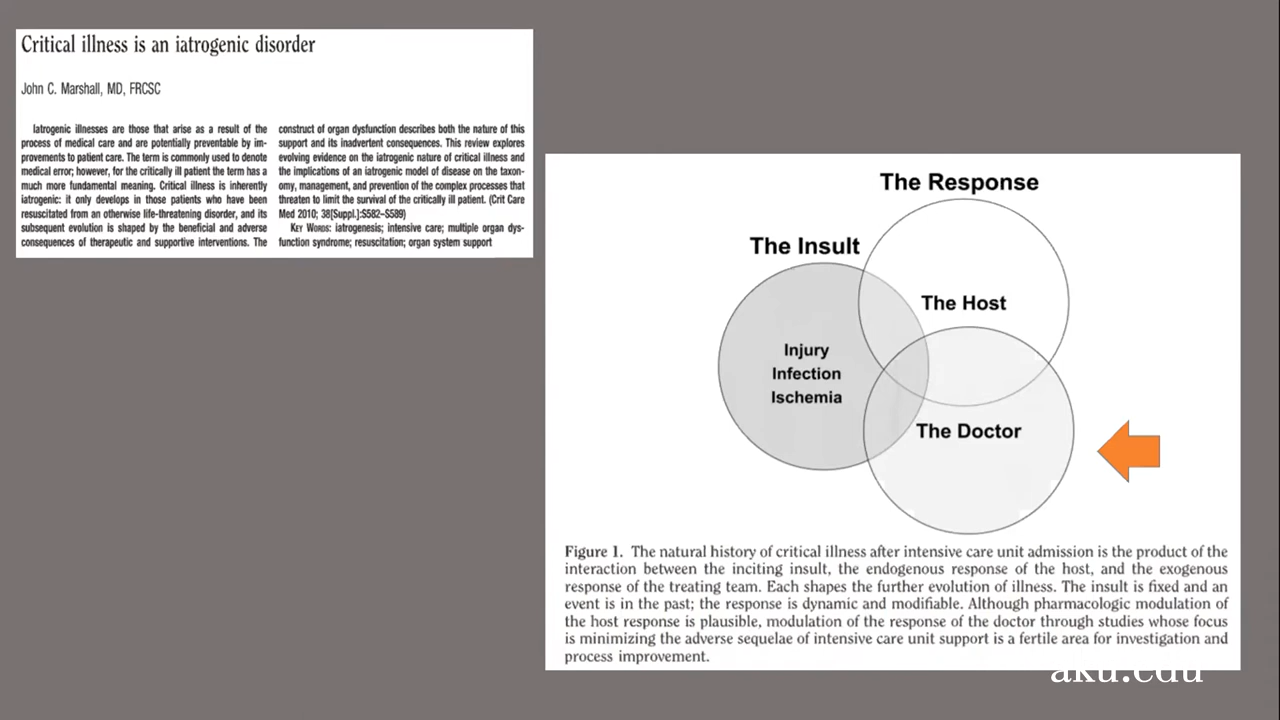 Critical illness is an iatrogenic disorder
John C. Marshall, MD, FRCSC
Iatrogenic illnesses are those that arise as a result of the
process of medical care and are potentially preventable by im-
provements to patient care. The term is commonly used to denote
medical error; however, for the critically ill patient the term has a
much more fundamental meaning. Critical illness is inherently
iatrogenic: it only develops in those patients who have been
resuscitated from an otherwise life-threatening disorder, and its
subsequent evolution is shaped by the beneficial and adverse
consequences of therapeutic and supportive interventions. The
construct of organ dysfunction describes both the nature of this
support and its inadvertent consequences. This review explores
evolving evidence on the iatrogenic nature of critical illness and
the implications of an iatrogenic model of disease on the taxon-
omy, management, and prevention of the complex processes that
threaten to limit the survival of the critically ill patient. (Crit Care
Med 2010; 38[Suppl.]:S582–S589)
KEY WORDS: iatrogenesis; intensive care; multiple organ dys-
function syndrome; resuscitation; organ system support
The Response
The Insult
The Host
Injury
Infection
Ischemia
The Doctor
Figure 1. The natural history of critical illness after intensive care unit admission is the product of the
interaction between the inciting insult, the endogenous response of the host, and the exogenous
response of the treating team. Each shapes the further evolution of illness. The insult is fixed and an
event is in the past; the response is dynamic and modifiable. Although pharmacologic modulation of
the host response is plausible, modulation of the response of the doctor through studies whose focus
is minimizing the adverse sequelae of intensive care unit support is a fertile area for investigation and
process improvement.
aku.edu